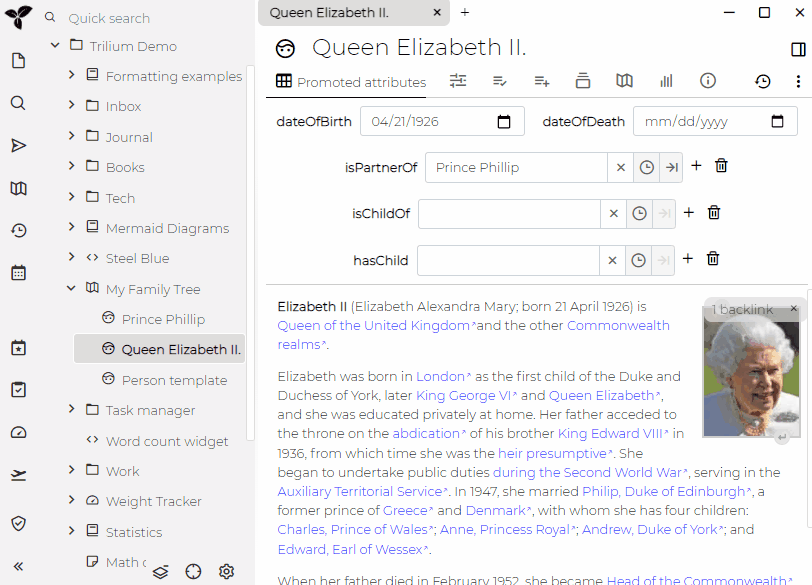 Quick search
Trilium Demo
Formatting examples
Inbox
Journal
Books
Tech
Mermaid Diagrams
Steel Blue
My Family Tree
Prince Phillip
Queen Elizabeth II.
Person template
Task manager
Word count widget
Work
Weight Tracker
Statistics
Math
Queen Elizabeth II.
Queen Elizabeth II.
Promoted attributes
dateOfBirth 04/21/1926 dateOfDeath mm/dd/yyyy
isPartnerOf Prince Phillip
isChildOf
hasChild
1 backlink
Elizabeth II (Elizabeth Alexandra Mary; born 21 April 1926) is
Queen of the United Kingdom and the other Commonwealth
realms.
Elizabeth was born in London as the first child of the Duke and
Duchess of York, later King George VI and Queen Elizabeth,
and she was educated privately at home. Her father acceded to
the throne on the abdication of his brother King Edward VIII in
1936, from which time she was the heir presumptive. She
began to undertake public duties during the Second World War, serving in the
Auxiliary Territorial Service. In 1947, she married Philip, Duke of Edinburgh, a
former prince of Greece and Denmark, with whom she has four children:
Charles, Prince of Wales; Anne, Princess Royal; Andrew, Duke of York; and
Edward, Earl of Wessex.
When her father died in February 1952, she became Head of the Commonwealth